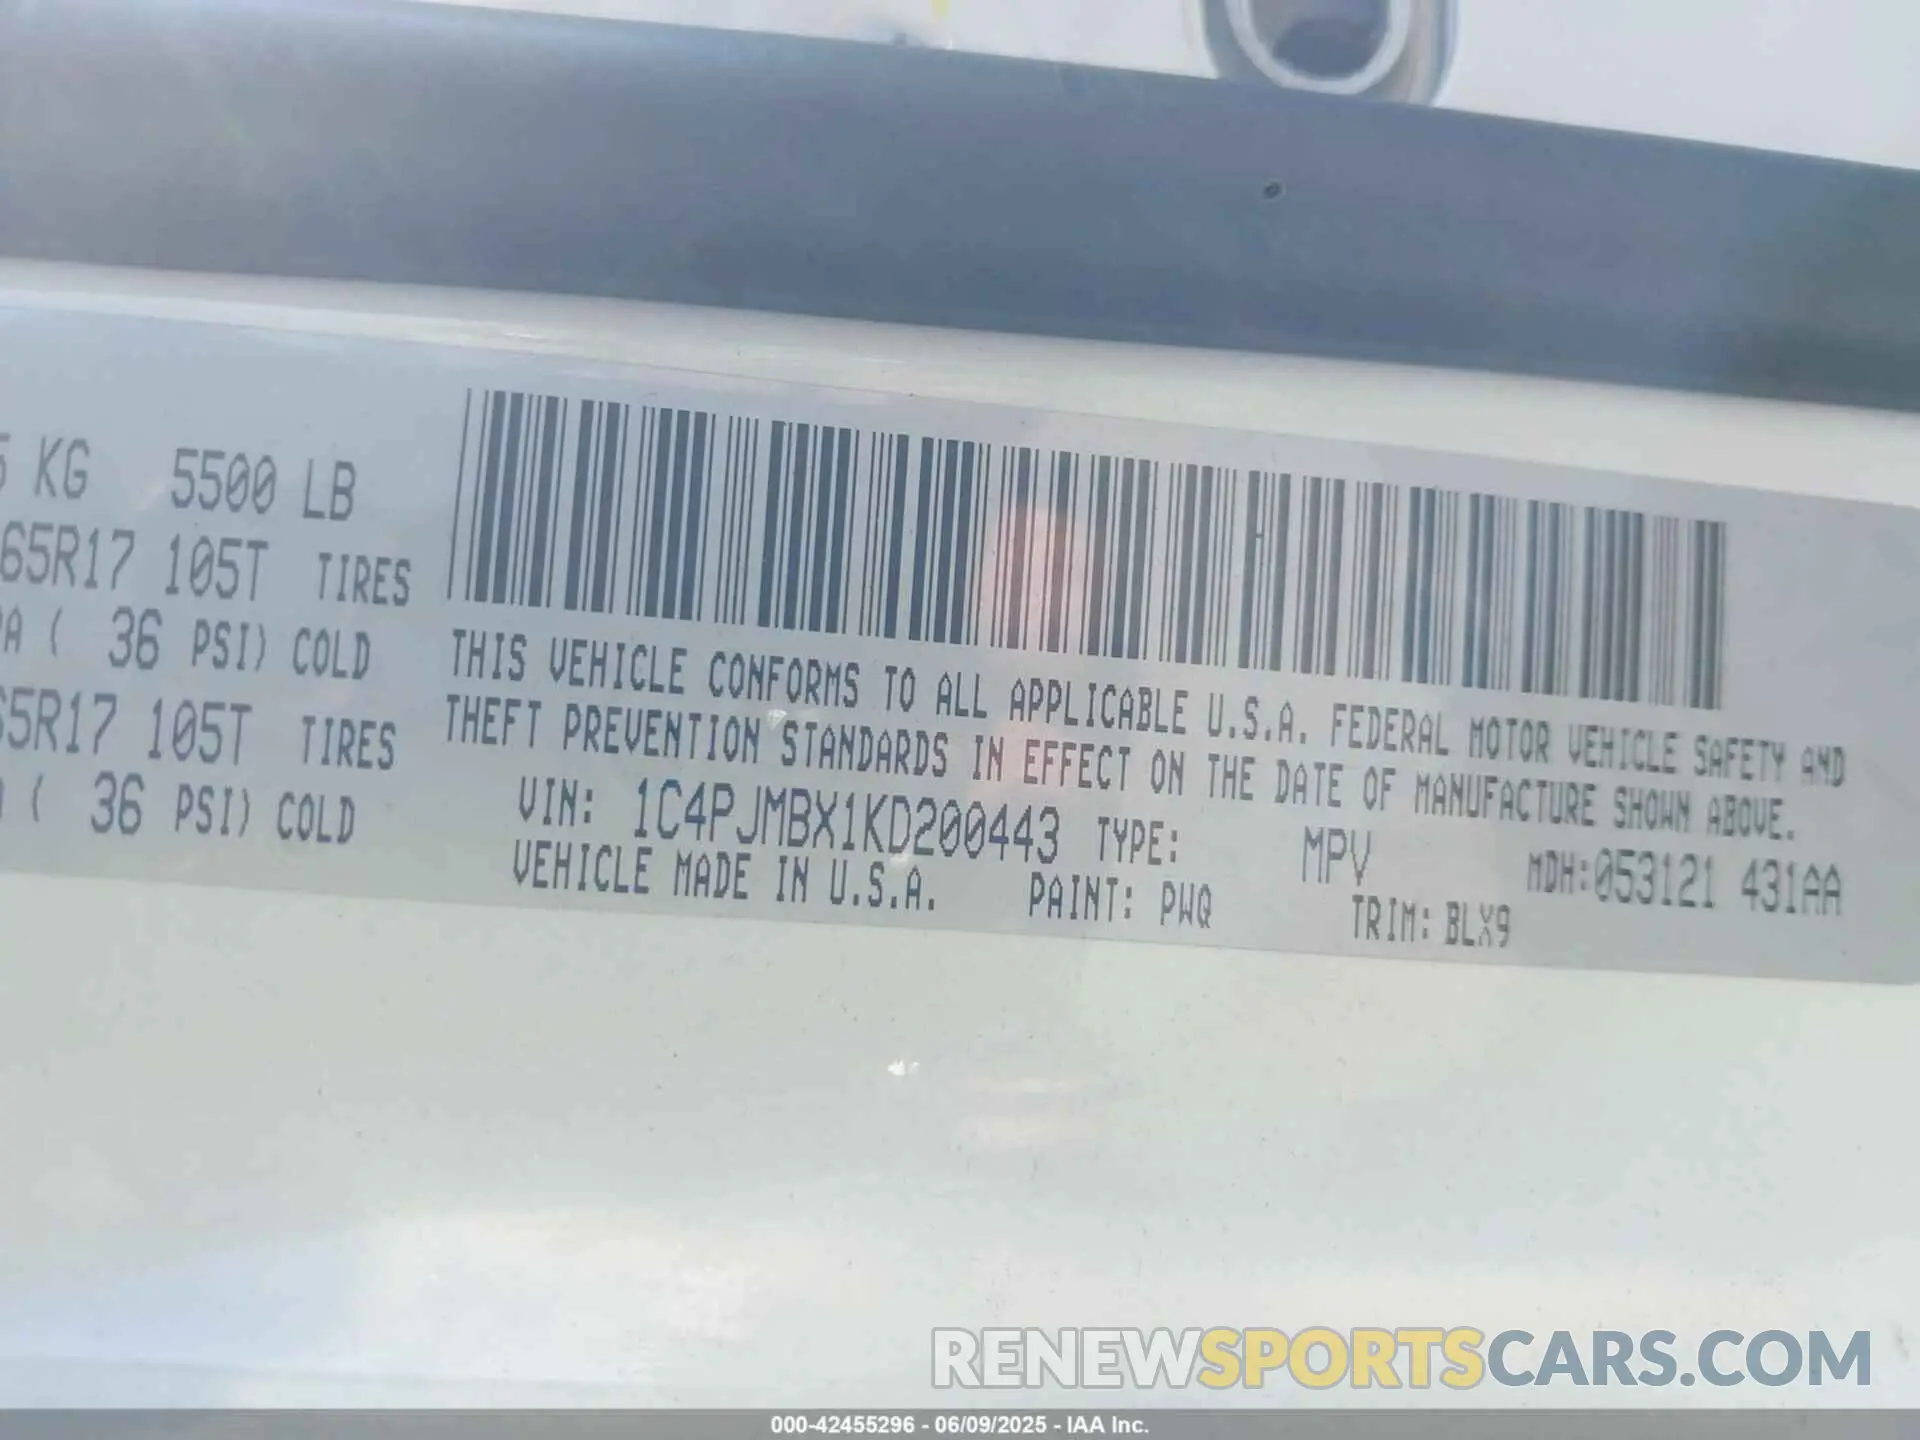 5 KG 5500 LB
65R17 105T TIRES
PA ( 36 PSI) COLD
65R17 105T TIRES
( 36 PSI) COLD
THIS VEHICLE CONFORMS TO ALL APPLICABLE U.S.A. FEDERAL MOTOR VEHICLE SAFETY AND
THEFT PREVENTION STANDARDS IN EFFECT ON THE DATE OF MANUFACTURE SHOWN ABOVE.
VIN: 1C4PJMBX1KD200443 TYPE: MPV MDH:053121 431AA
VEHICLE MADE IN U.S.A. PAINT: PWQ TRIM: BLX9
RENEWSPORTSCARS.COM
000-42455296 - 06/09/2025 - IAA Inc.